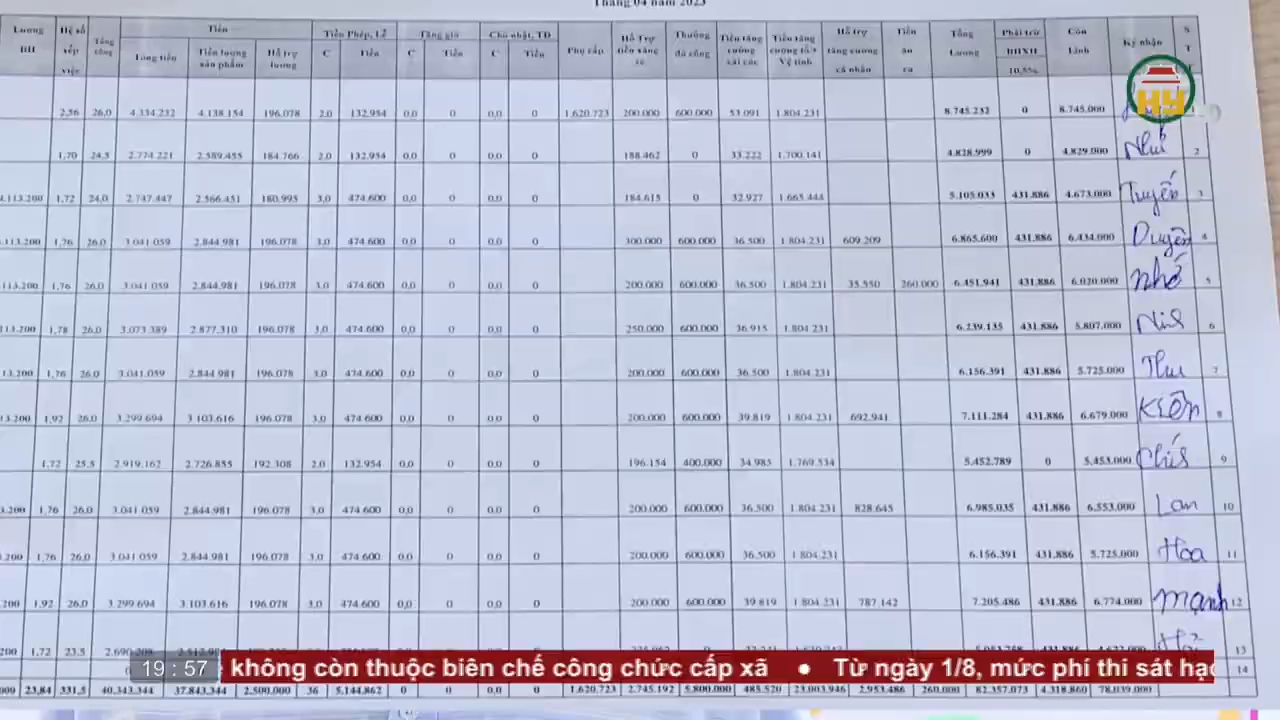 Tháng 04 năm 2023
Lương BH Hệ số xếp việc Tổng công Tiền Tiền Phép, Lễ Tăng giờ Chủ nhật, TĐ Phụ cấp Hỗ Trợ tiền xăng xe Thưởng đủ công Tiền tăng cường cái các Tiền tăng cường tổ + Vệ tinh Hỗ trợ tăng cường cá nhân Tiền ăn ca Tổng Lương Phải trừ Còn Lĩnh Ký nhận S T T
Tổng tiền Tiền lương sản phẩm Hỗ trợ lương C Tiền C Tiền C Tiền BHXH 10,5%
2,56 26,0 4.334.232 4.138.154 196.078 2,0 132.954 0,0 0 0,0 0 1.620.723 200.000 600.000 53.091 1.804.231 8.745.232 0 8.745.000 1
1,70 24,5 2.774.221 2.589.455 184.766 2,0 132.954 0,0 0 0,0 0 188.462 0 33.222 1.700.141 4.828.999 0 4.829.000 Như 2
4.113.200 1,72 24,0 2.747.447 2.566.451 180.995 3,0 474.600 0,0 0 0,0 0 184.615 0 32.927 1.665.444 5.105.033 431.886 4.673.000 Tuyến 3
.113.200 1,76 26,0 3.041.059 2.844.981 196.078 3,0 474.600 0,0 0 0,0 0 300.000 600.000 36.500 1.804.231 609.209 6.865.600 431.886 6.434.000 Duyên 4
.113.200 1,76 26,0 3.041.059 2.844.981 196.078 3,0 474.600 0,0 0 0,0 0 200.000 600.000 36.500 1.804.231 35.550 260.000 6.451.941 431.886 6.020.000 Nhớ 5
113.200 1,78 26,0 3.073.389 2.877.310 196.078 3,0 474.600 0,0 0 0,0 0 250.000 600.000 36.915 1.804.231 6.239.135 431.886 5.807.000 6
13.200 1,76 26,0 3.041.059 2.844.981 196.078 3,0 474.600 0,0 0 0,0 0 200.000 600.000 36.500 1.804.231 6.156.391 431.886 5.725.000 Thu 7
13.200 1,92 26,0 3.299.694 3.103.616 196.078 3,0 474.600 0,0 0 0,0 0 200.000 600.000 39.819 1.804.231 692.941 7.111.284 431.886 6.679.000 8
1,72 25,5 2.919.162 2.726.855 192.308 2,0 132.954 0,0 0 0,0 0 196.154 400.000 34.985 1.769.534 5.452.789 0 5.453.000 9
3.200 1,76 26,0 3.041.059 2.844.981 196.078 3,0 474.600 0,0 0 0,0 0 200.000 600.000 36.500 1.804.231 828.645 6.985.035 431.886 6.553.000 Lan 10
.200 1,76 26,0 3.041.059 2.844.981 196.078 3,0 474.600 0,0 0 0,0 0 200.000 600.000 36.500 1.804.231 6.156.391 431.886 5.725.000 Hoa 11
200 1,92 26,0 3.299.694 3.103.616 196.078 3,0 474.600 0,0 0 0,0 0 200.000 600.000 39.819 1.804.231 787.142 7.205.486 431.886 6.774.000 Mạnh 12
200 1,72 23,5 13
14
000 23,84 331,5 40.343.344 37.843.344 2.500.000 36 5.144.862 0 0 0 0 1.620.723 2.745.192 5.800.000 485.520 23.003.946 2.953.486 260.000 82.357.073 4.318.860 78.039.000
HY
19 : 57 không còn thuộc biên chế công chức cấp xã • Từ ngày 1/8, mức phí thi sát hạc